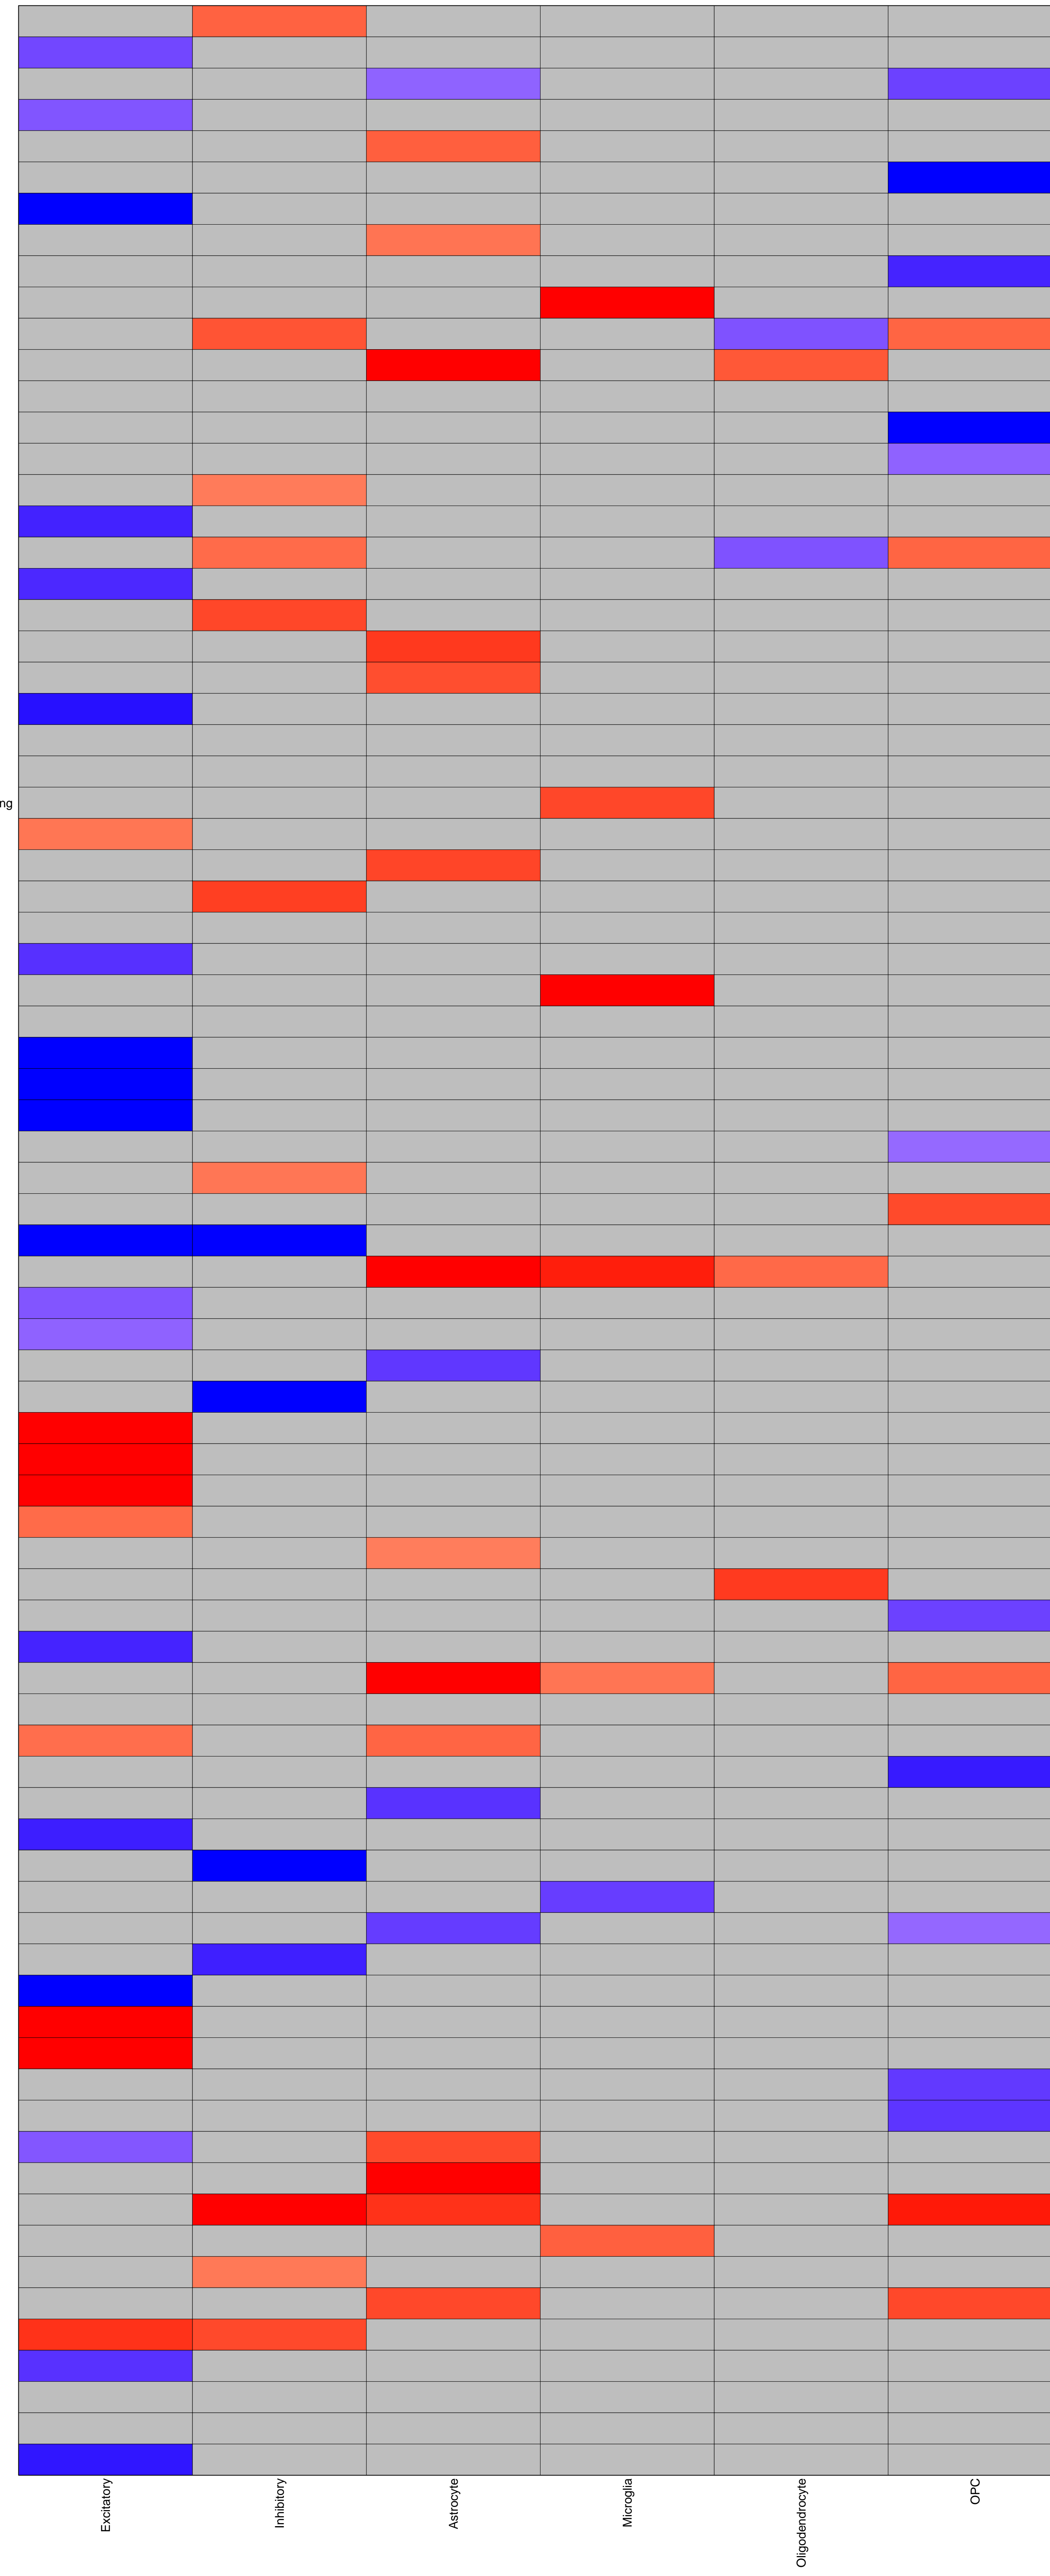 ng
Excitatory
Inhibitory
Astrocyte
Microglia
Oligodendrocyte
OPC